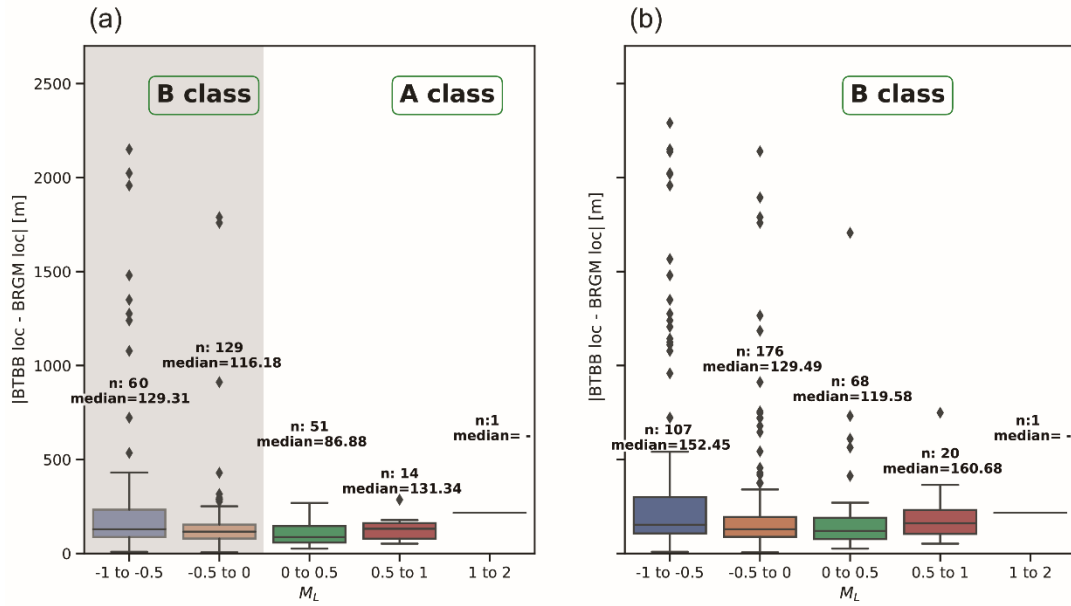 (a)
B class
A class
|BTBB loc - BRGM loc| [m]
2500
2000
1500
1000
500
0
n: 60
median=129.31
n: 129
median=116.18
n: 51
median=86.88
n: 14
median=131.34
n:1
median= -
-1 to -0.5
-0.5 to 0
0 to 0.5
0.5 to 1
1 to 2
M_L
(b)
B class
|BTBB loc - BRGM loc| [m]
n: 107
median=152.45
n: 176
median=129.49
n: 68
median=119.58
n: 20
median=160.68
n:1
median= -
-1 to -0.5
-0.5 to 0
0 to 0.5
0.5 to 1
1 to 2
M_L